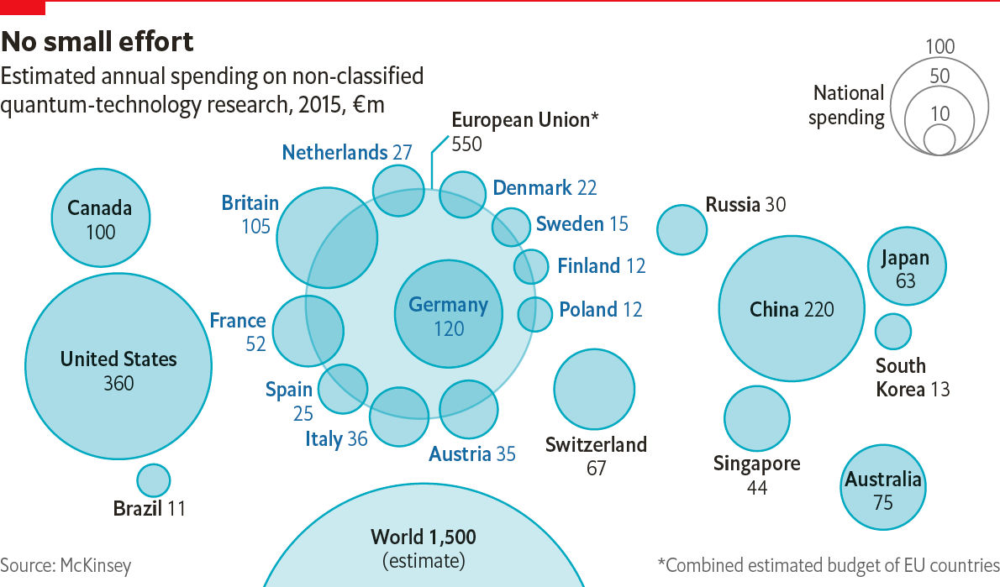 No small effort
Estimated annual spending on non-classified
quantum-technology research, 2015, €m
100
50
10
National
spending
European Union*
550
Netherlands 27
Denmark 22
Britain
105
Sweden 15
Finland 12
Poland 12
Germany
120
France
52
Spain
25
Italy 36
Austria 35
Canada
100
United States
360
Brazil 11
Switzerland
67
Russia 30
China 220
Japan
63
South
Korea 13
Singapore
44
Australia
75
World 1,500
(estimate)
Source: McKinsey
*Combined estimated budget of EU countries